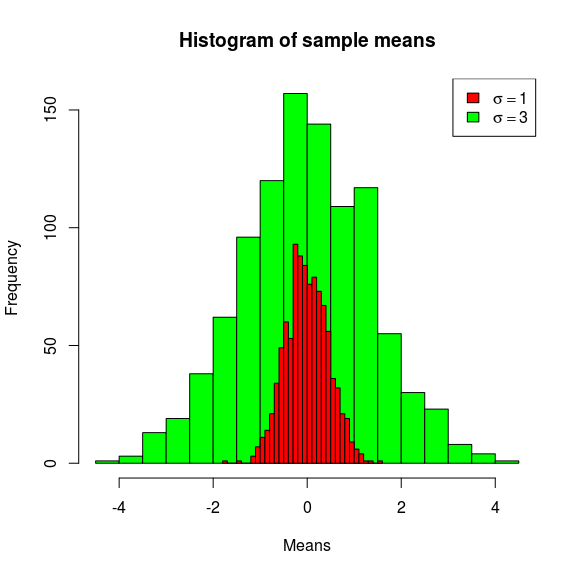 Histogram of sample means
σ = 1
σ = 3
150
100
50
0
Frequency
-4 -2 0 2 4
Means